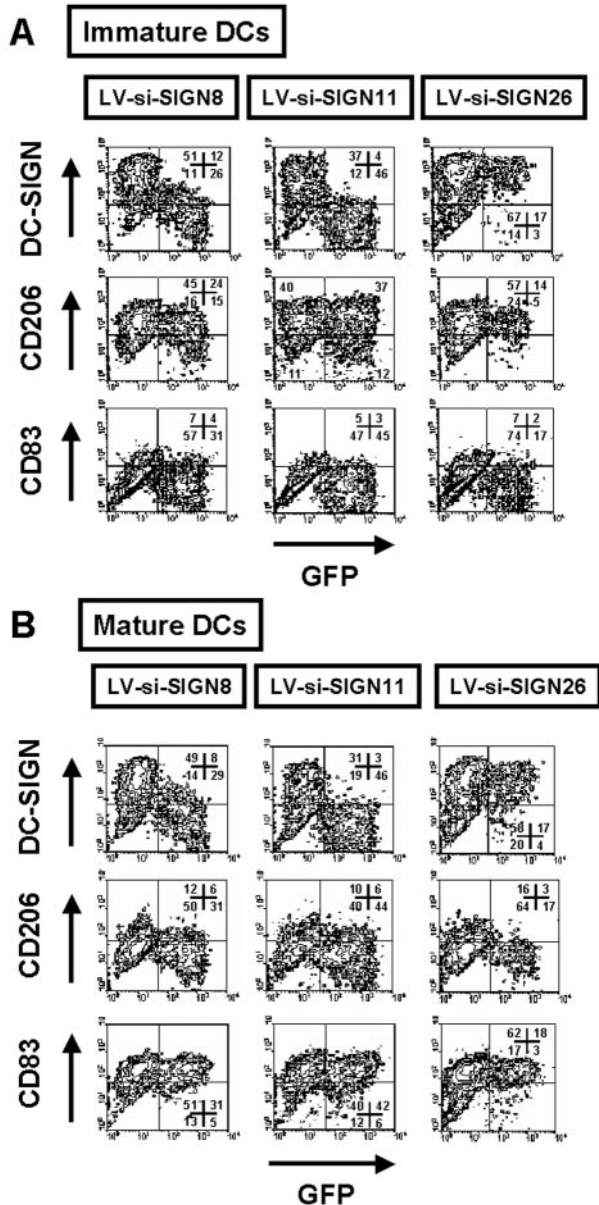 A
Immature DCs
LV-si-SIGN8 LV-si-SIGN11 LV-si-SIGN26
DC-SIGN
51 12
11 26
37 4
12 46
67 17
14 3
CD206
45 24
16 15
40 37
11 12
57 14
24 5
CD83
7 4
57 31
5 3
47 45
7 2
74 17
GFP
B
Mature DCs
LV-si-SIGN8 LV-si-SIGN11 LV-si-SIGN26
DC-SIGN
49 8
14 29
31 3
19 46
17
20 4
CD206
12 6
50 31
10 6
40 44
16 3
64 17
CD83
51 31
13 5
40 42
12 6
62 18
17 3
GFP